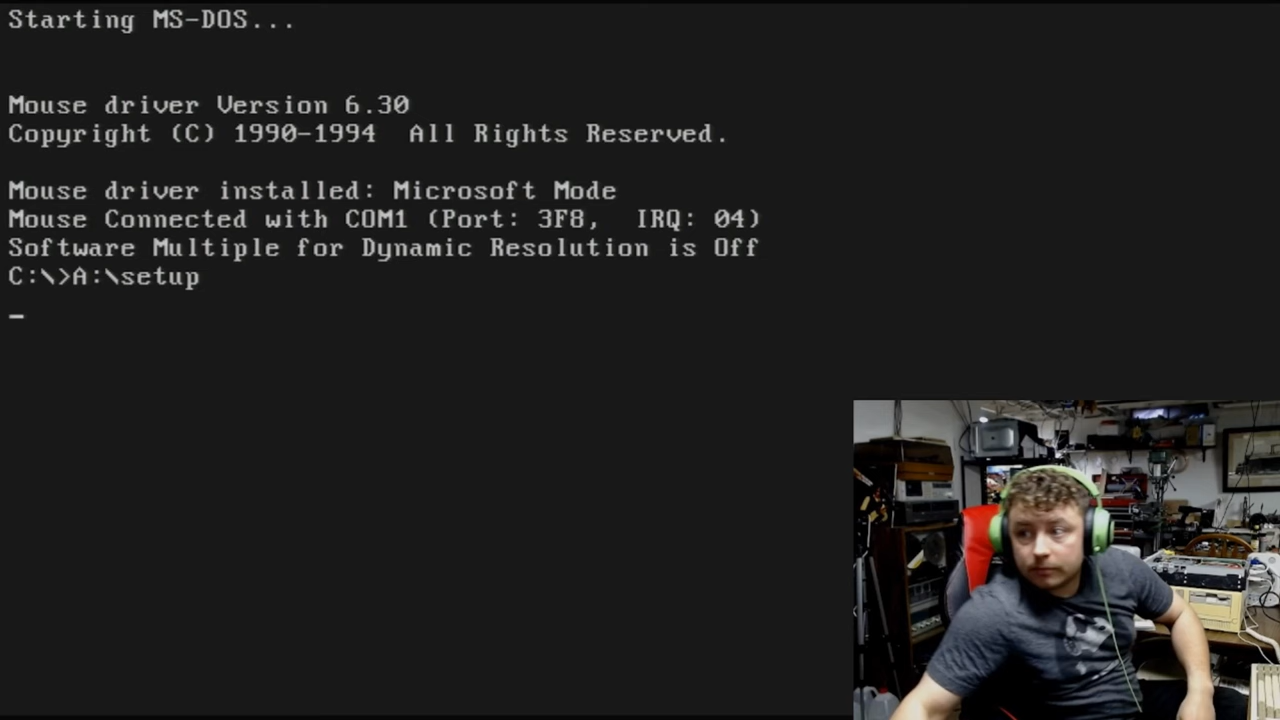 Starting MS-DOS...
Mouse driver Version 6.30
Copyright (C) 1990-1994  All Rights Reserved.
Mouse driver installed: Microsoft Mode
Mouse Connected with COM1 (Port: 3F8,  IRQ: 04)
Software Multiple for Dynamic Resolution is Off
C:\>A:\setup
_